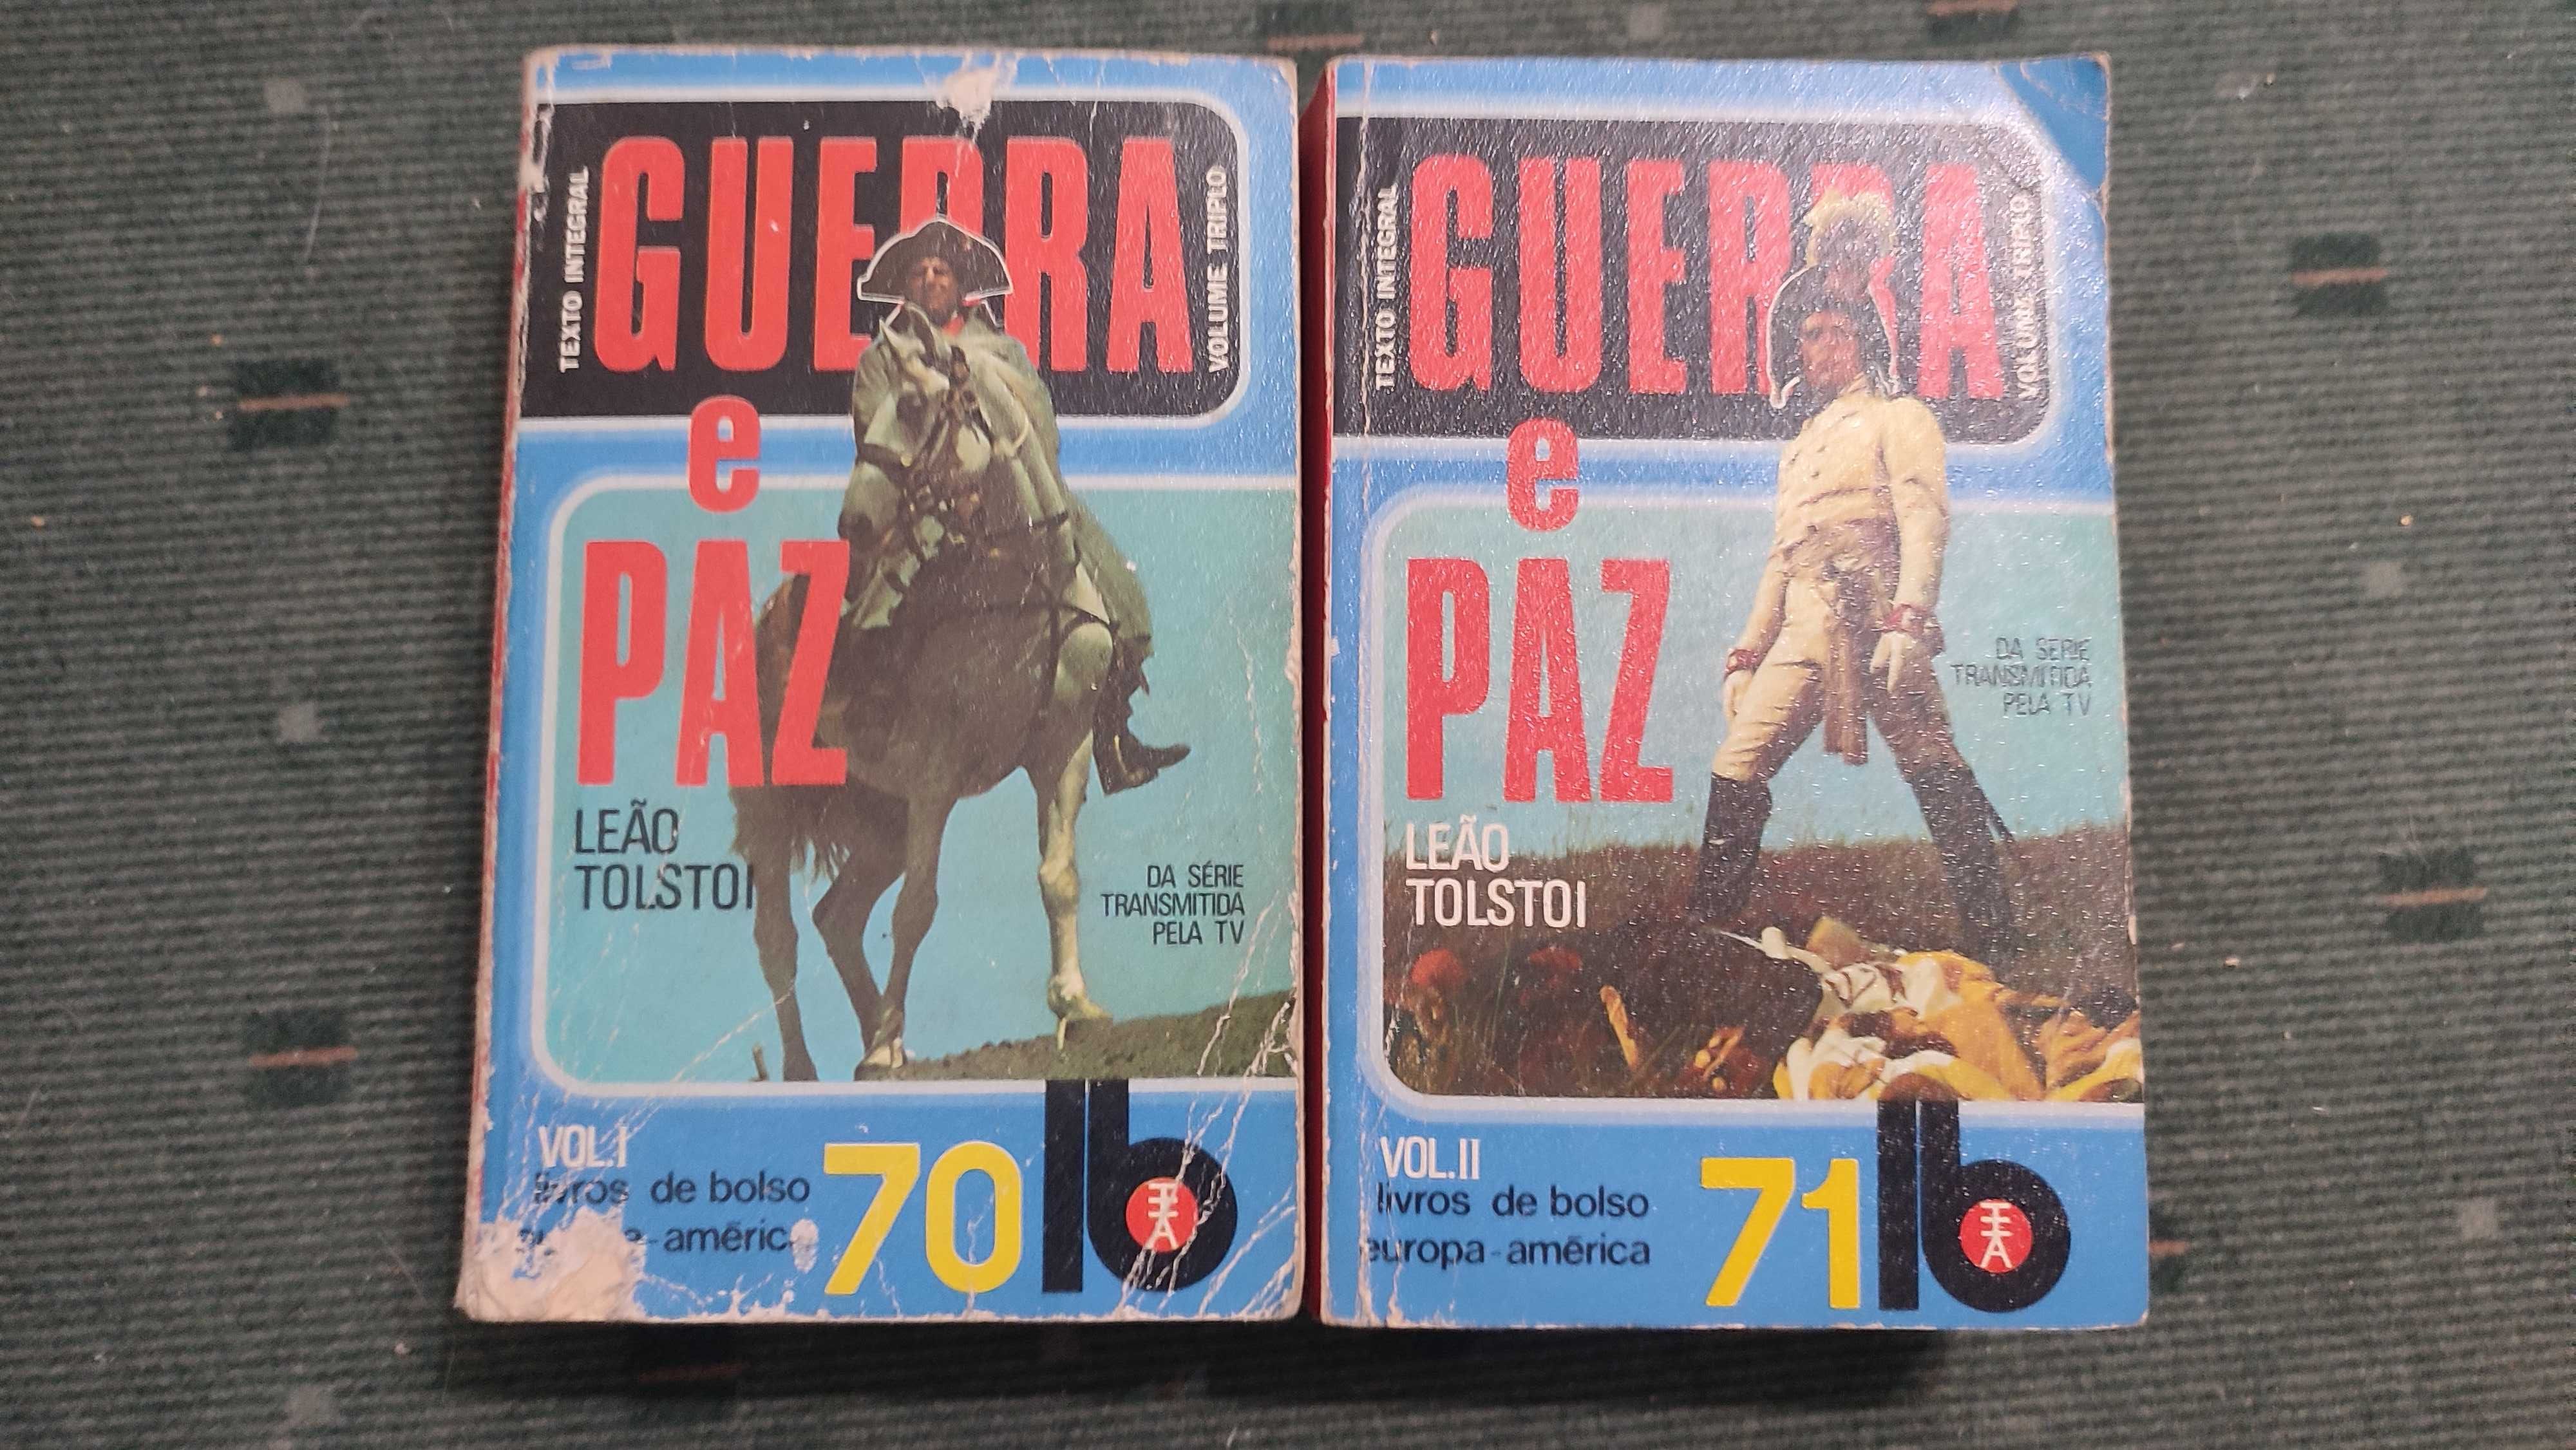 TEXTO INTEGRAL
GUERRA
VOLUME TRIPLO
e
PAZ
LEÃO
TOLSTOI
DA SÉRIE
TRANSMITIDA
PELA TV
VOL.I
livros de bolso
70
lb
TEXTO INTEGRAL
GUERRA
VOLUME TRIPLO
e
PAZ
DA SÉRIE
TRANSMITIDA
PELA TV
LEÃO
TOLSTOI
VOL.II
livros de bolso
europa-américa
71
lb